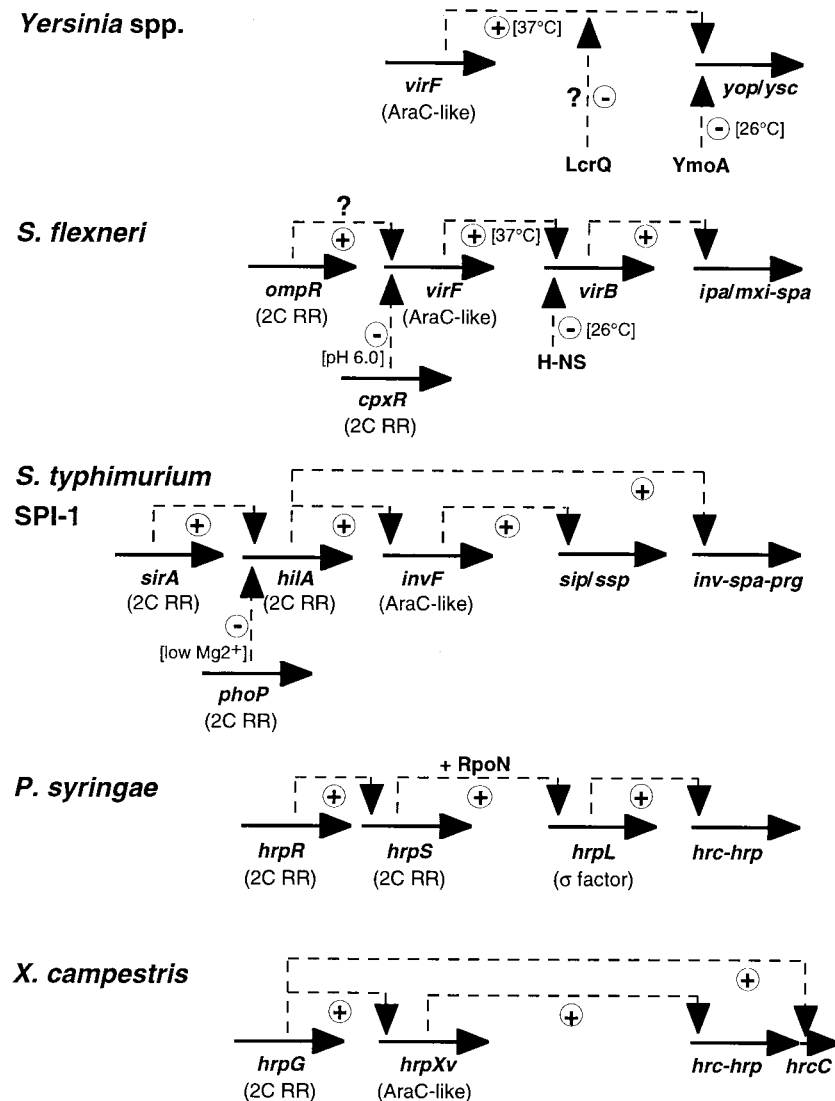 Yersinia spp.
+ [37°C]
virF
(AraC-like)
yop/ysc
? -
- [26°C]
LcrQ
YmoA
S. flexneri
?
+
+ [37°C]
+
ompR
(2C RR)
virF
(AraC-like)
virB
ipa/mxi-spa
-
[pH 6.0]
- [26°C]
H-NS
cpxR
(2C RR)
S. typhimurium
SPI-1
+
+
+
+
sirA
(2C RR)
hilA
(2C RR)
invF
(AraC-like)
sip/ssp
inv-spa-prg
-
[low Mg2+]
phoP
(2C RR)
P. syringae
+ RpoN
+
+
+
hrpR
(2C RR)
hrpS
(2C RR)
hrpL
(σ factor)
hrc-hrp
X. campestris
+
+
+
hrpG
(2C RR)
hrpXv
(AraC-like)
hrc-hrp
hrcC